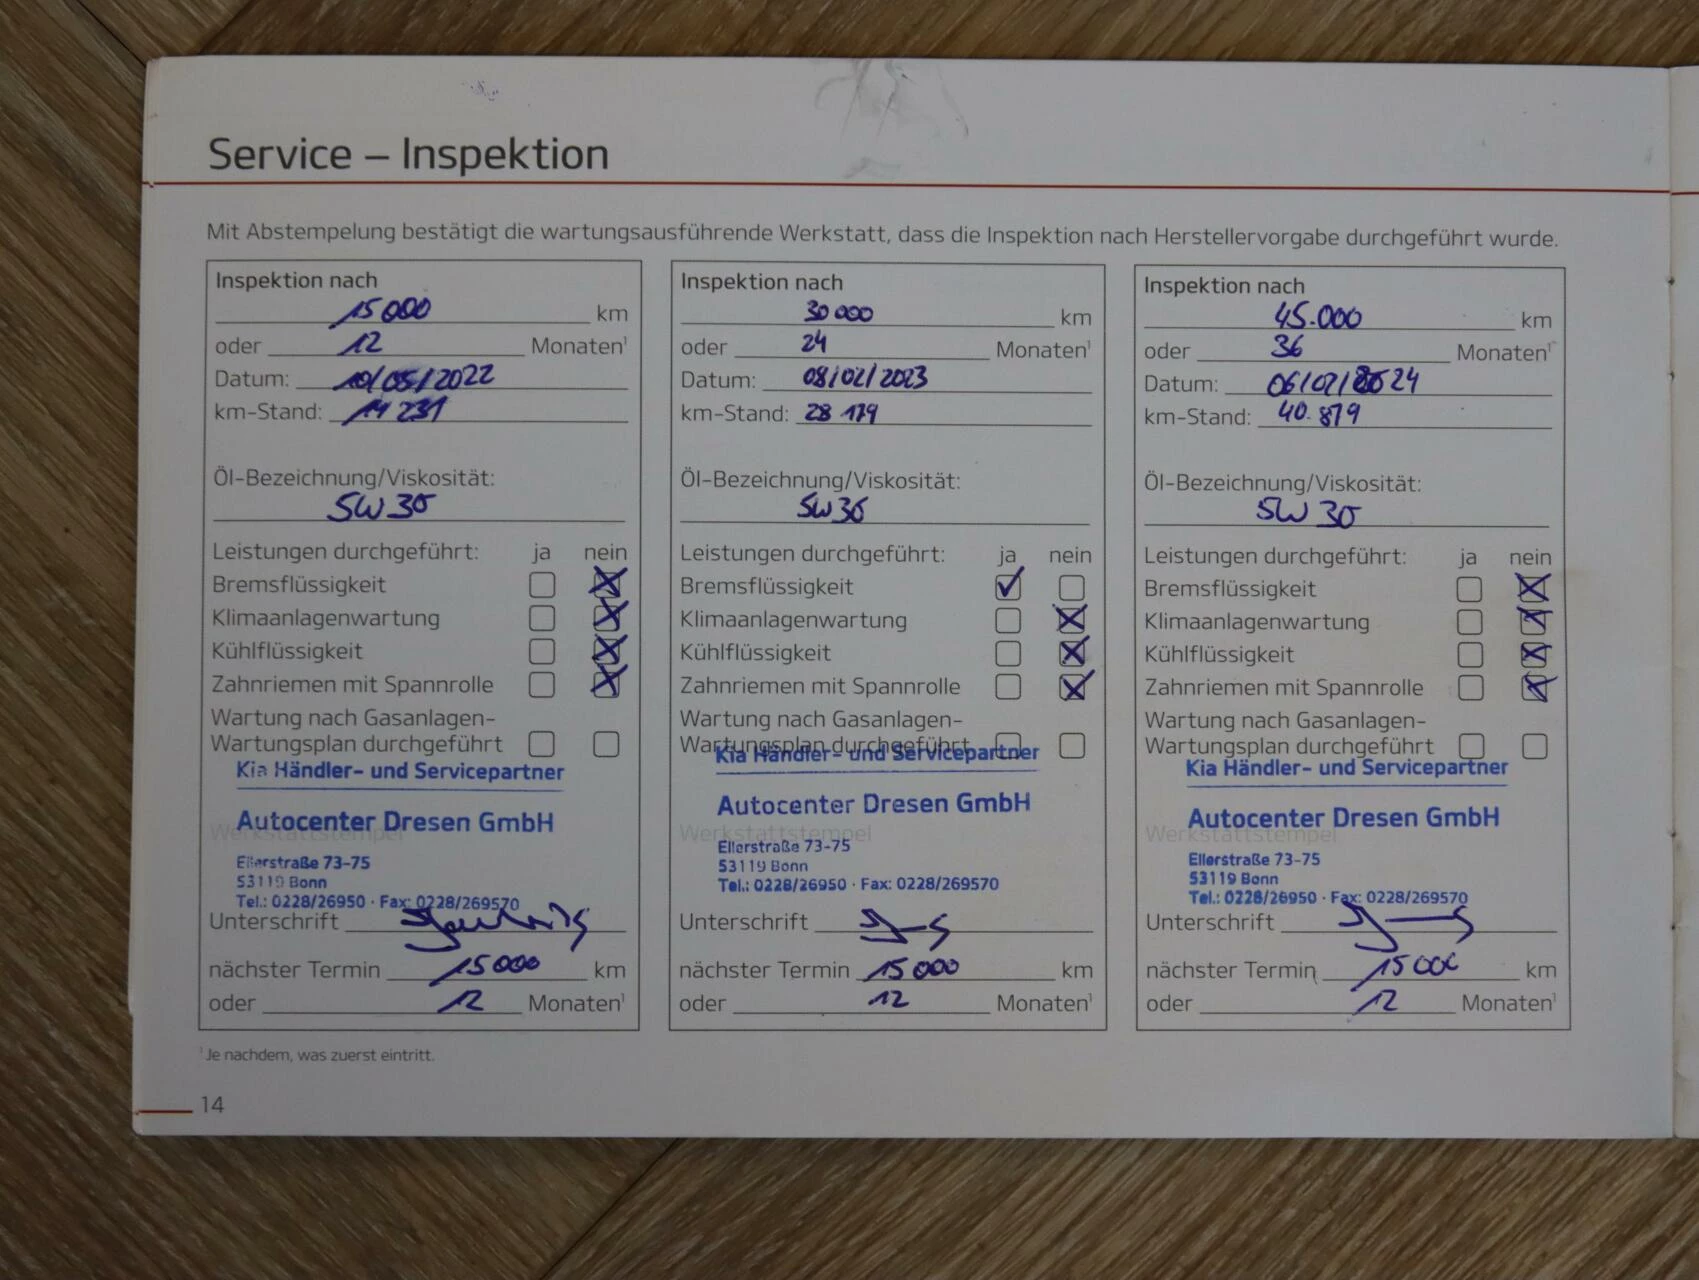 Service – Inspektion
Mit Abstempelung bestätigt die wartungsausführende Werkstatt, dass die Inspektion nach Herstellervorgabe durchgeführt wurde.
Inspektion nach
15000 km
oder 12 Monaten¹
Datum: 10/05/2022
km-Stand: 14 231
Öl-Bezeichnung/Viskosität:
5W30
Leistungen durchgeführt: ja nein
Bremsflüssigkeit
Klimaanlagenwartung
Kühlflüssigkeit
Zahnriemen mit Spannrolle
Wartung nach Gasanlagen-
Wartungsplan durchgeführt
Kia Händler- und Servicepartner
Autocenter Dresen GmbH
Werkstattstempel
Ellerstraße 73-75
53119 Bonn
Tel.: 0228/26950 · Fax: 0228/269570
Unterschrift
nächster Termin 15000 km
oder 12 Monaten¹
Inspektion nach
30000 km
oder 24 Monaten¹
Datum: 08/02/2023
km-Stand: 28 179
Öl-Bezeichnung/Viskosität:
5W30
Leistungen durchgeführt: ja nein
Bremsflüssigkeit
Klimaanlagenwartung
Kühlflüssigkeit
Zahnriemen mit Spannrolle
Wartung nach Gasanlagen-
Wartungsplan durchgeführt
Kia Händler- und Servicepartner
Autocenter Dresen GmbH
Werkstattstempel
Ellerstraße 73-75
53119 Bonn
Tel.: 0228/26950 · Fax: 0228/269570
Unterschrift
nächster Termin 15000 km
oder 12 Monaten¹
Inspektion nach
45.000 km
oder 36 Monaten¹
Datum:
km-Stand: 40.879
Öl-Bezeichnung/Viskosität:
5W30
Leistungen durchgeführt: ja nein
Bremsflüssigkeit
Klimaanlagenwartung
Kühlflüssigkeit
Zahnriemen mit Spannrolle
Wartung nach Gasanlagen-
Wartungsplan durchgeführt
Kia Händler- und Servicepartner
Autocenter Dresen GmbH
Werkstattstempel
Ellerstraße 73-75
53119 Bonn
Tel.: 0228/26950 · Fax: 0228/269570
Unterschrift
nächster Termin 15000 km
oder 12 Monaten¹
¹ Je nachdem, was zuerst eintritt.
14